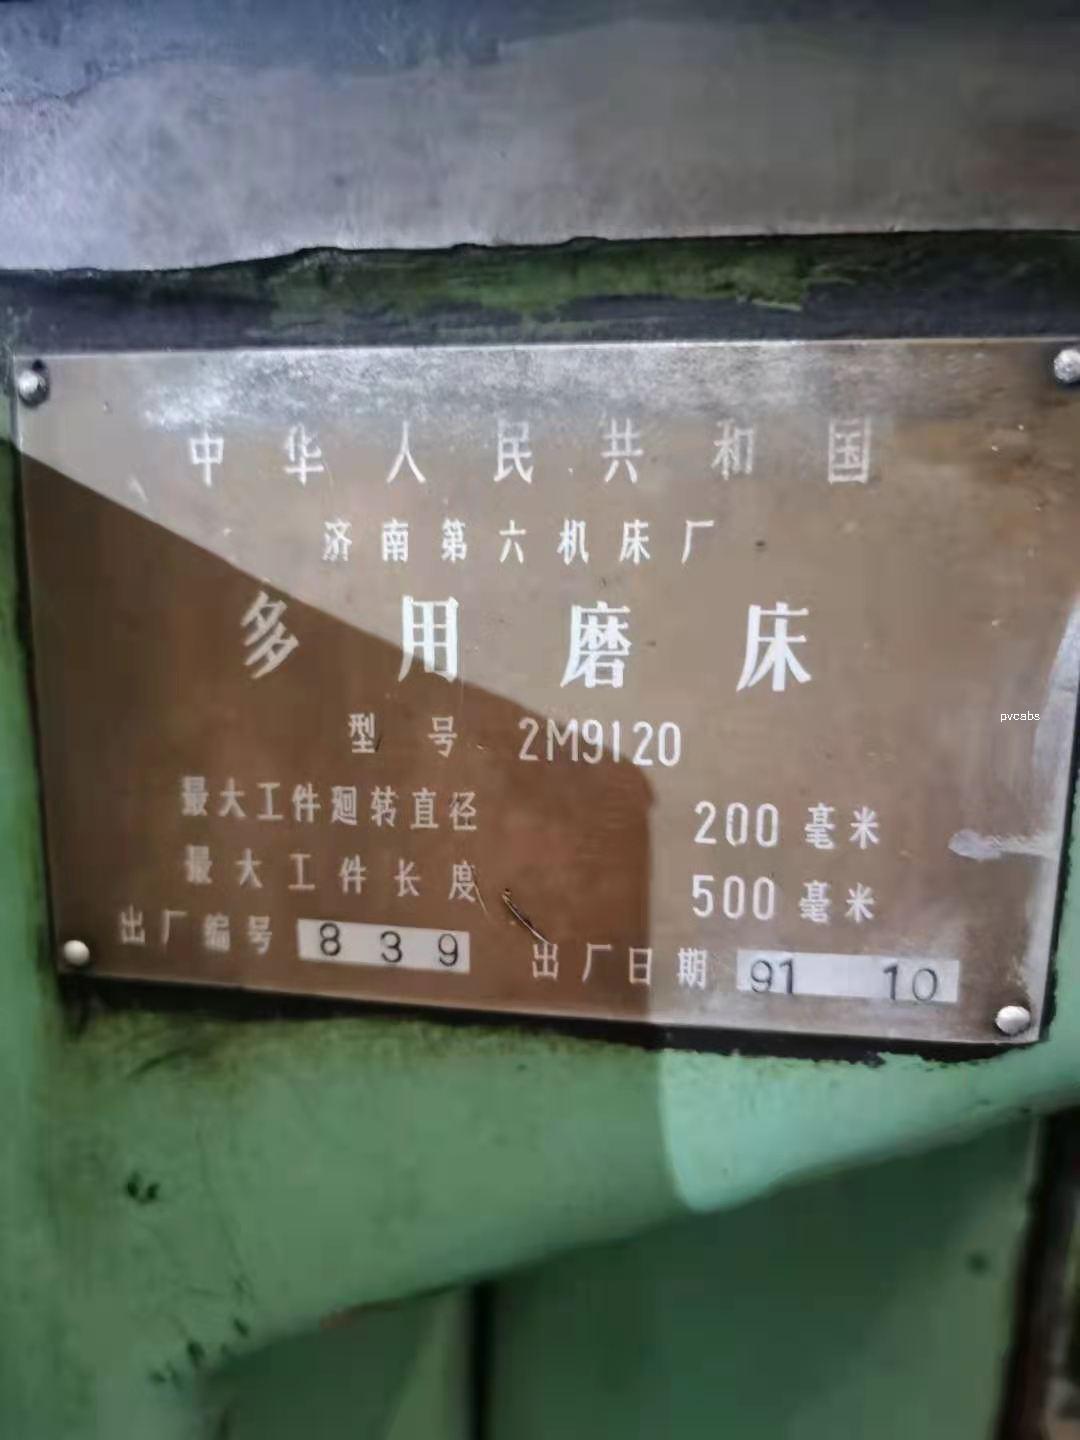 中华人民共和国
济南第六机床厂
多用磨床
型号 2M9120
最大工件廻转直径 200毫米
最大工件长度 500毫米
出厂编号 839 出厂日期 91 10
pvcabs